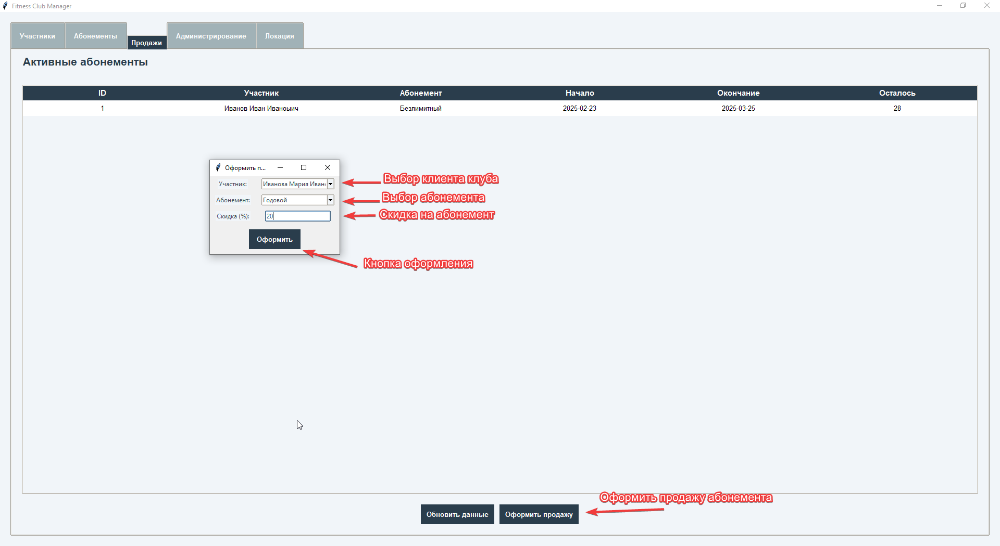 Fitness Club Manager
Участники Абонементы Продажи Администрирование Локация
Активные абонементы
ID Участник Абонемент Начало Окончание Осталось
1 Иванов Иван Иваноыич Безлимитный 2025-02-23 2025-03-25 28
Оформить п...
Участник: Иванова Мария Иван
Выбор клиента клуба
Абонемент: Годовой
Выбор абонемента
Скидка (%): 20
Скидка на абонемент
Оформить
Кнопка оформления
Оформить продажу абонемента
Обновить данные Оформить продажу